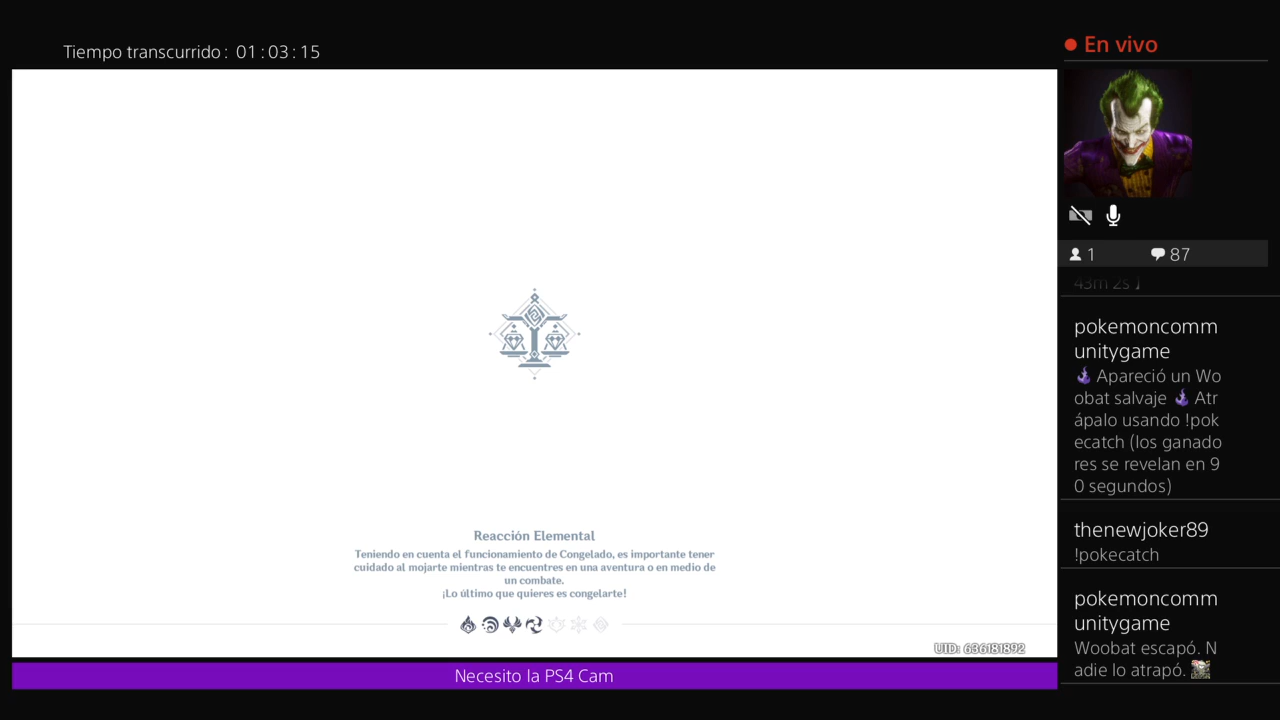 Tiempo transcurrido: 01:03:15
En vivo
1 87
43m 2s ]
pokemoncomm
unitygame
Apareció un Wo
obat salvaje Atr
ápalo usando !pok
ecatch (los ganado
res se revelan en 9
0 segundos)
thenewjoker89
!pokecatch
pokemoncomm
unitygame
Woobat escapó. N
adie lo atrapó.
Reacción Elemental
Teniendo en cuenta el funcionamiento de Congelado, es importante tener
cuidado al mojarte mientras te encuentres en una aventura o en medio de
un combate.
¡Lo último que quieres es congelarte!
UID: 636181892
Necesito la PS4 Cam